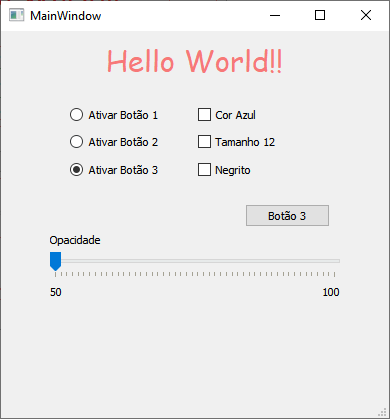 MainWindow
Hello World!!
Ativar Botão 1
Cor Azul
Ativar Botão 2
Tamanho 12
Ativar Botão 3
Negrito
Botão 3
Opacidade
50
100